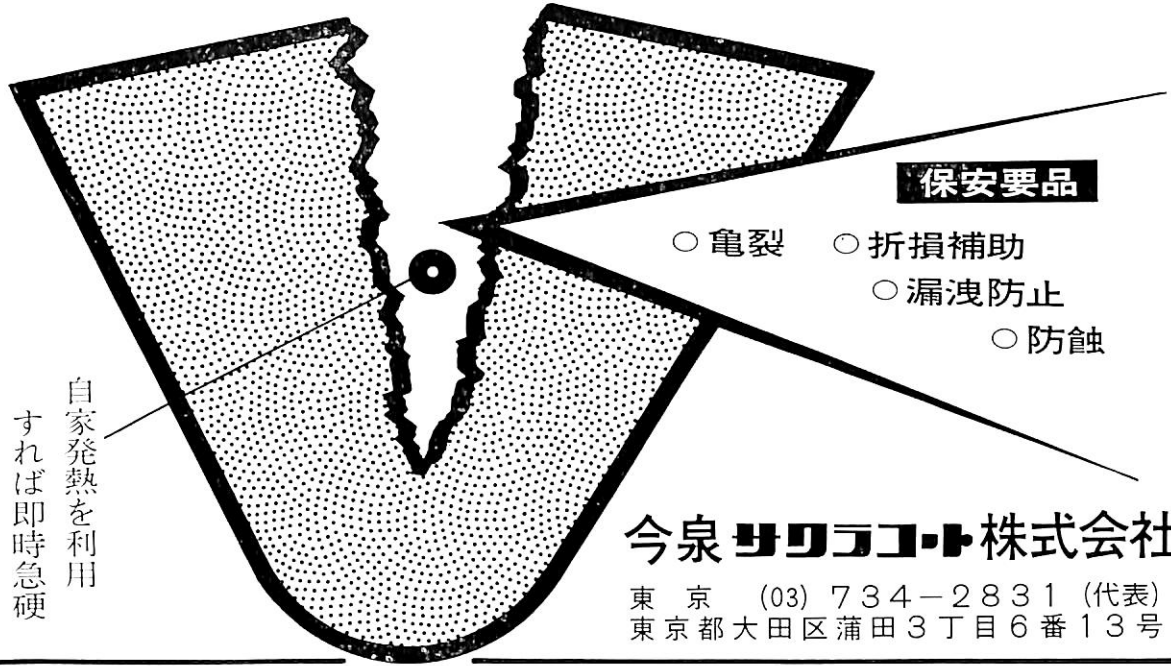 保安要品
○亀裂 ○折損補助
○漏洩防止
○防蝕
自家発熱を利用
すれば即時急硬
今泉サクラコート株式会社
東京 (03) 734−2831 (代表)
東京都大田区蒲田3丁目6番13号